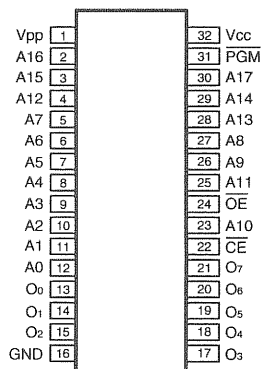 Vpp 1 32 Vcc
A16 2 31 PGM
A15 3 30 A17
A12 4 29 A14
A7 5 28 A13
A6 6 27 A8
A5 7 26 A9
A4 8 25 A11
A3 9 24 OE
A2 10 23 A10
A1 11 22 CE
A0 12 21 O7
O0 13 20 O6
O1 14 19 O5
O2 15 18 O4
GND 16 17 O3